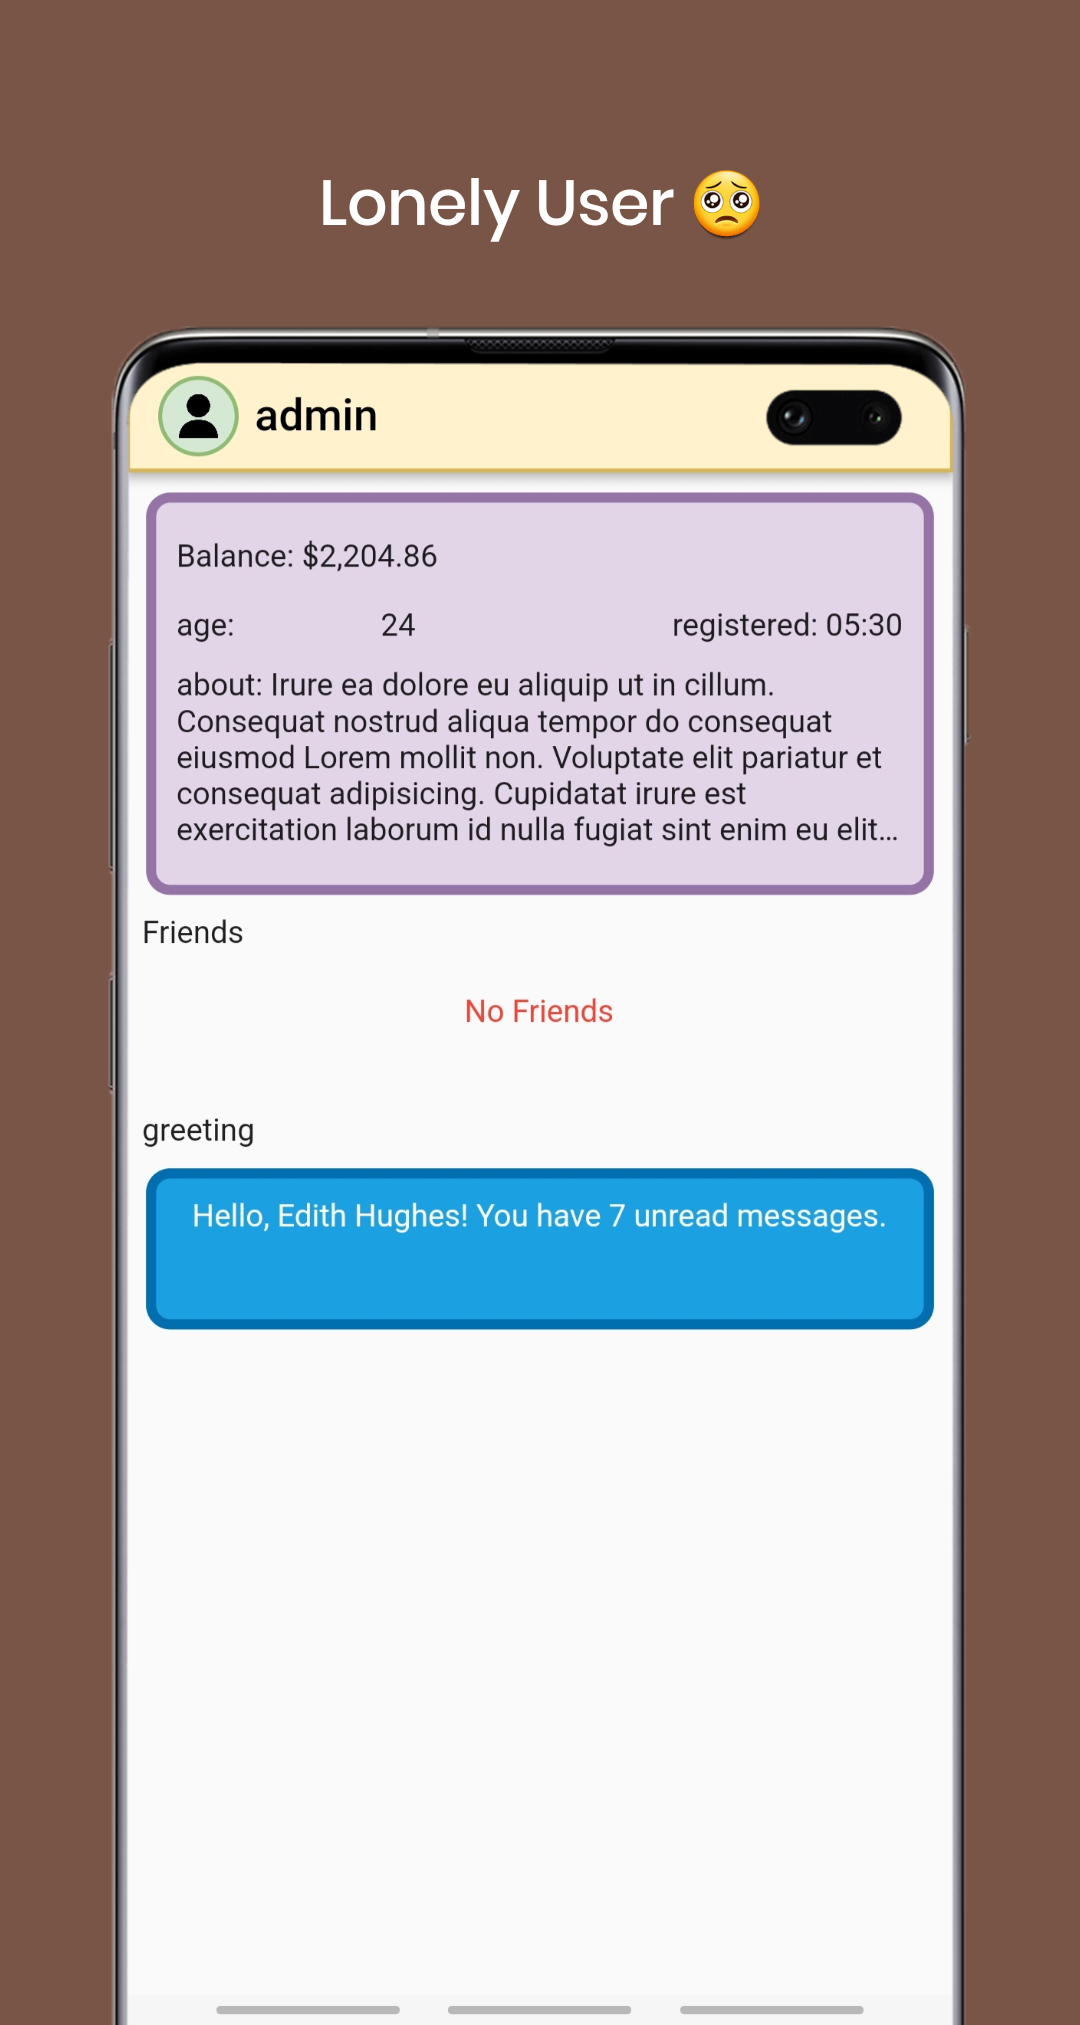 Lonely User 🥺
admin
Balance: $2,204.86
age: 24 registered: 05:30
about: Irure ea dolore eu aliquip ut in cillum.
Consequat nostrud aliqua tempor do consequat
eiusmod Lorem mollit non. Voluptate elit pariatur et
consequat adipisicing. Cupidatat irure est
exercitation laborum id nulla fugiat sint enim eu elit...
Friends
No Friends
greeting
Hello, Edith Hughes! You have 7 unread messages.